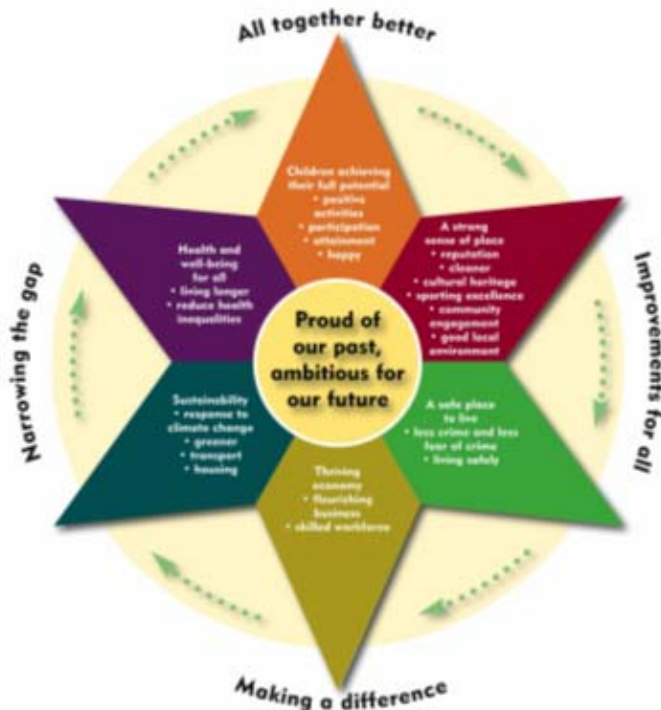 All together better
Children achieving
their full potential
• positive
activities
• participation
• attainment
• happy
A strong
sense of place
• reputation
• cleaner
• cultural heritage
• sporting excellence
• community
engagement
• good local
environment
Improvements for all
A safe place
to live
• less crime and less
fear of crime
• living safely
Thriving
economy
• flourishing
business
• skilled workforce
Making a difference
Sustainability
• response to
climate change
• greener
• transport
• housing
Narrowing the gap
Health and
well-being
for all
• living longer
• reduce health
inequalities
Proud of
our past,
ambitious for
our future